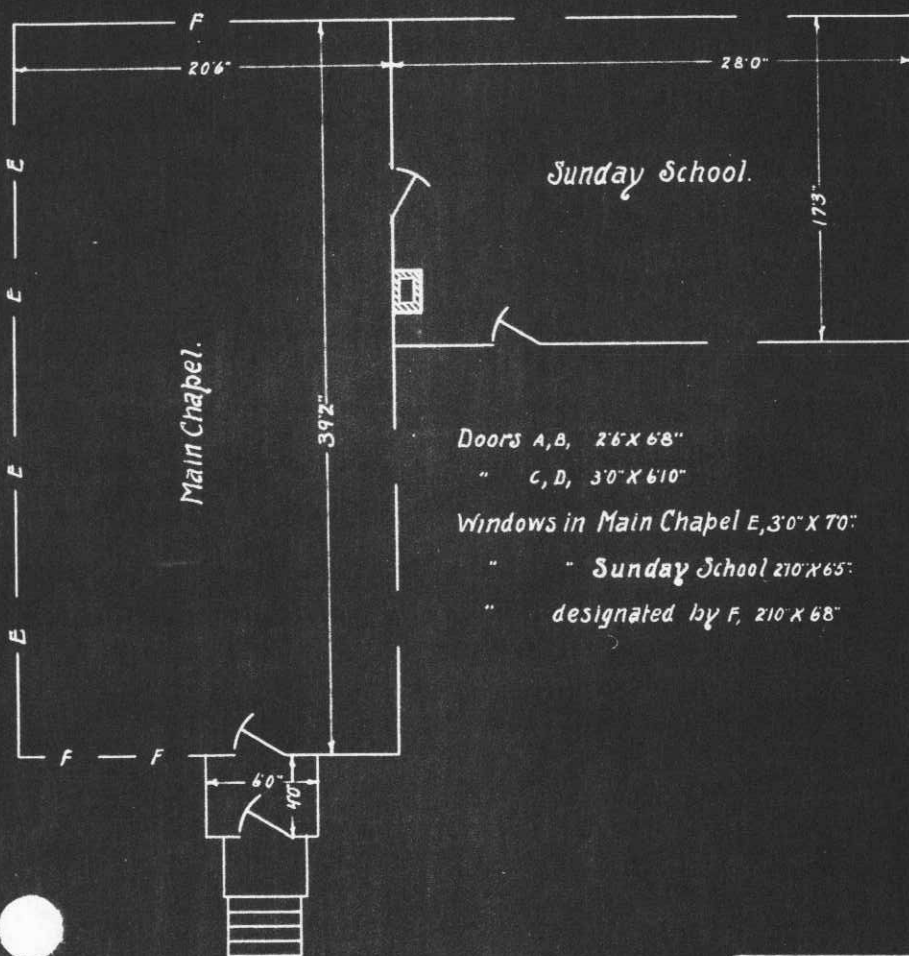 F
20'6"
28'0"
E
Sunday School.
17'3"
E
Main Chapel.
39'2"
Doors A,B, 2'6" X 6'8"
" C, D, 3'0" X 6'10"
E
Windows in Main Chapel E, 3'0" X 7'0".
" " Sunday School 2'10" X 6'5".
" designated by F, 2'10" X 6'8"
E
F F
6'0"
4'0"